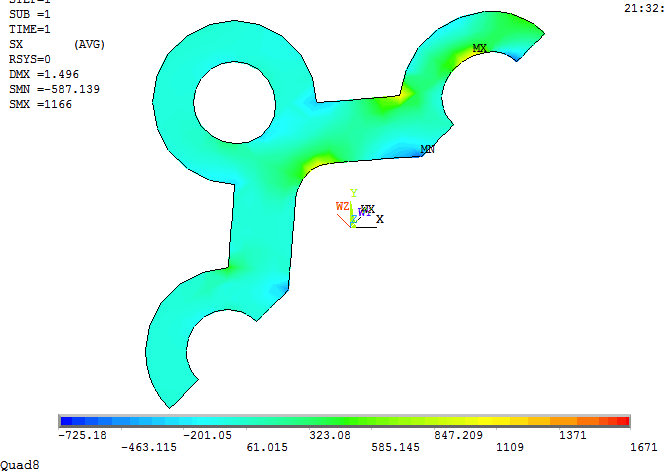 STEP=1
SUB =1
TIME=1
SX (AVG)
RSYS=0
DMX =1.496
SMN =-587.139
SMX =1166
21:32:
MX
MN
Y
WZ
WX
WY
Z
X
-725.18 -201.05 323.08 847.209 1371
-463.115 61.015 585.145 1109 1671
Quad8